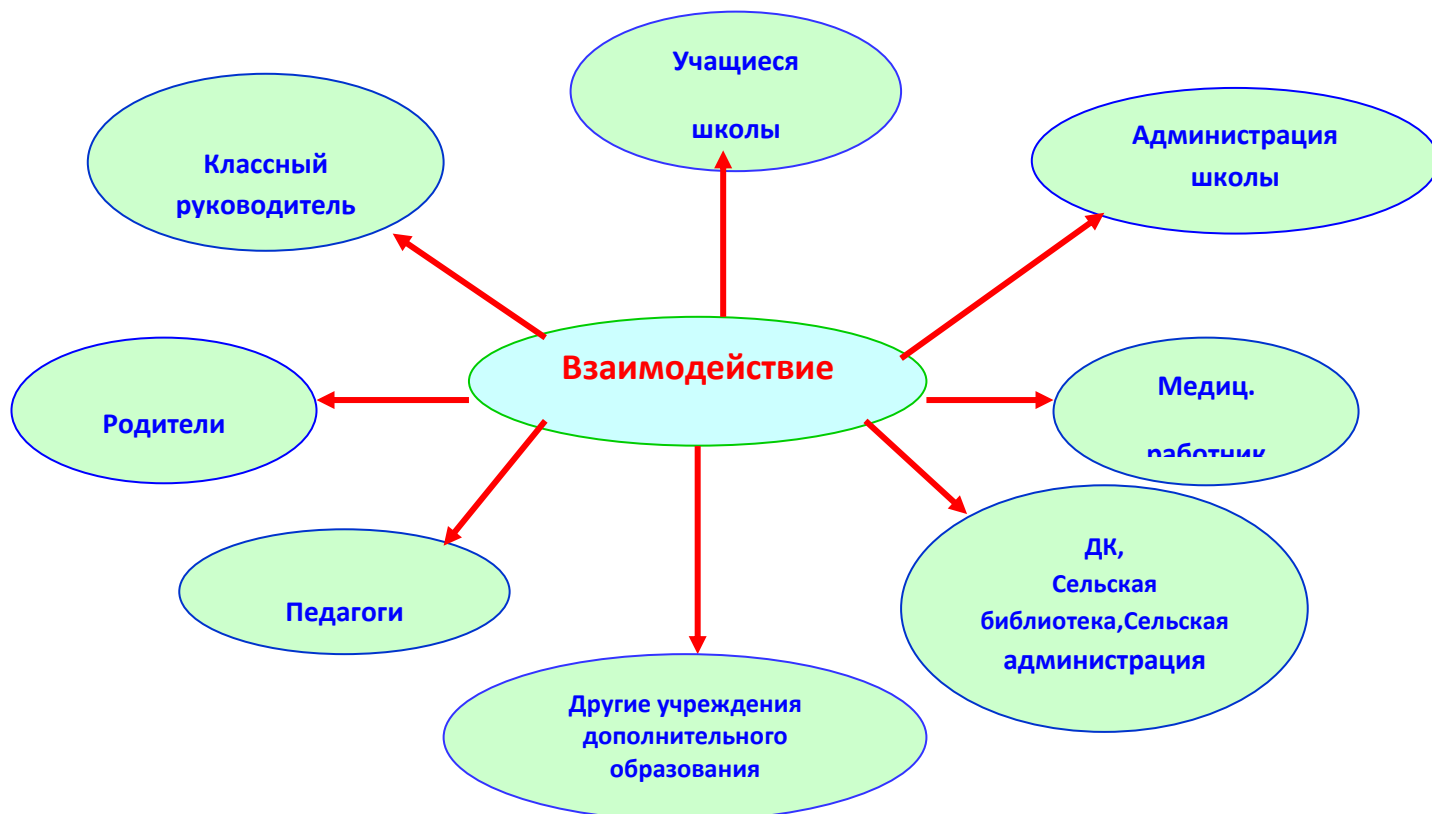 Учащиеся
школы
Администрация
школы
Классный
руководитель
Взаимодействие
Медиц.
работник
Родители
ДК,
Сельская
библиотека,Сельская
администрация
Педагоги
Другие учреждения
дополнительного
образования